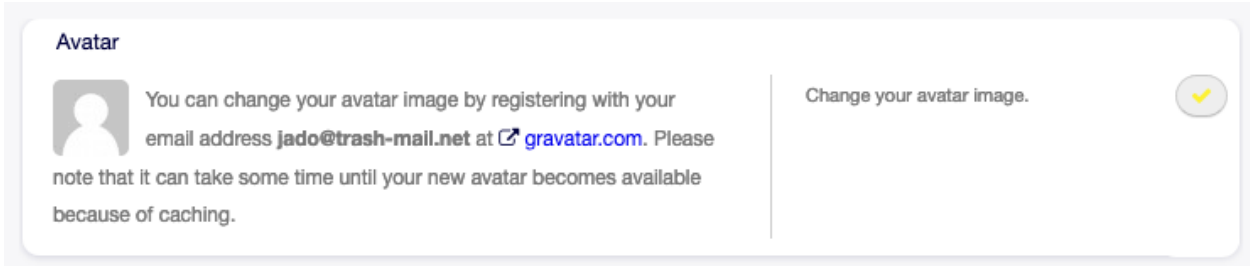 Avatar
You can change your avatar image by registering with your
email address jado@trash-mail.net at gravatar.com. Please
note that it can take some time until your new avatar becomes available
because of caching.
Change your avatar image.